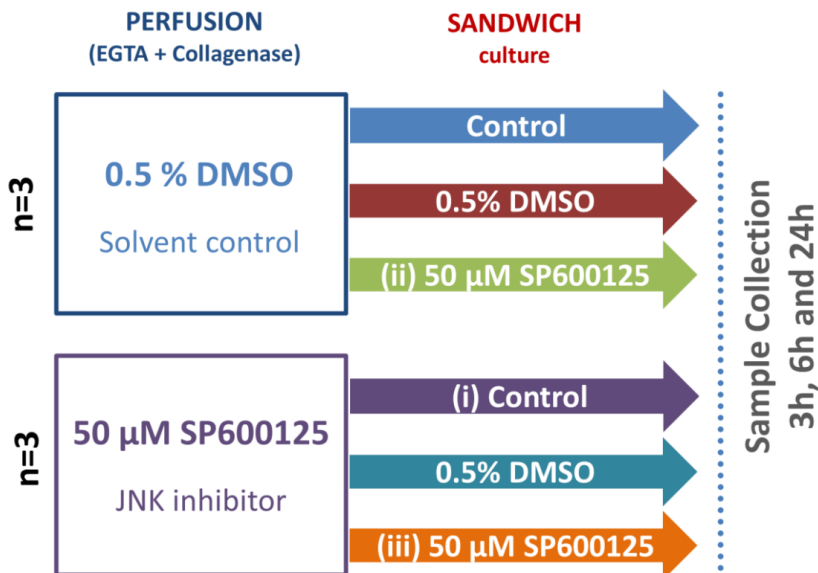 PERFUSION
(EGTA + Collagenase)
SANDWICH
culture
n=3
0.5 % DMSO
Solvent control
Control
0.5% DMSO
(ii) 50 µM SP600125
n=3
50 µM SP600125
JNK inhibitor
(i) Control
0.5% DMSO
(iii) 50 µM SP600125
Sample Collection
3h, 6h and 24h